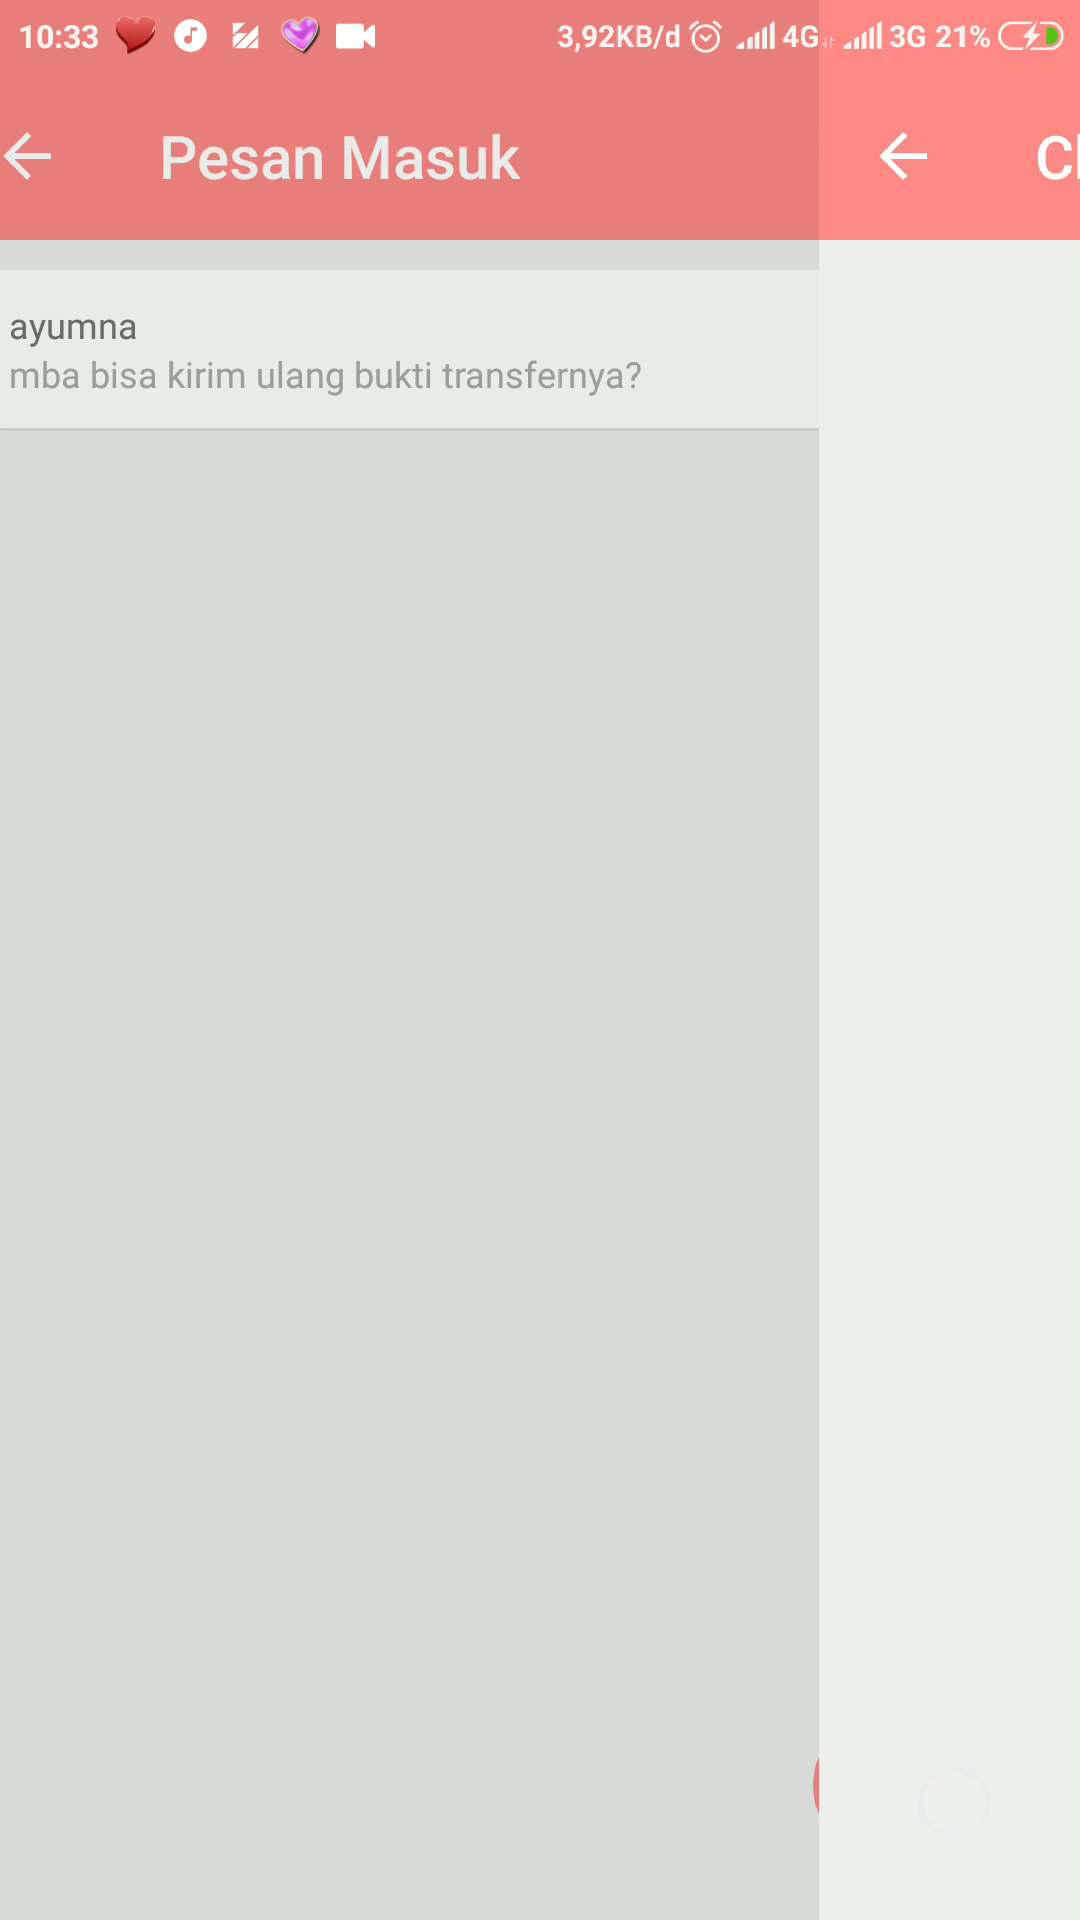 10:33 3,92KB/d 4G 3G 21%
Pesan Masuk
ayumna
mba bisa kirim ulang bukti transfernya?